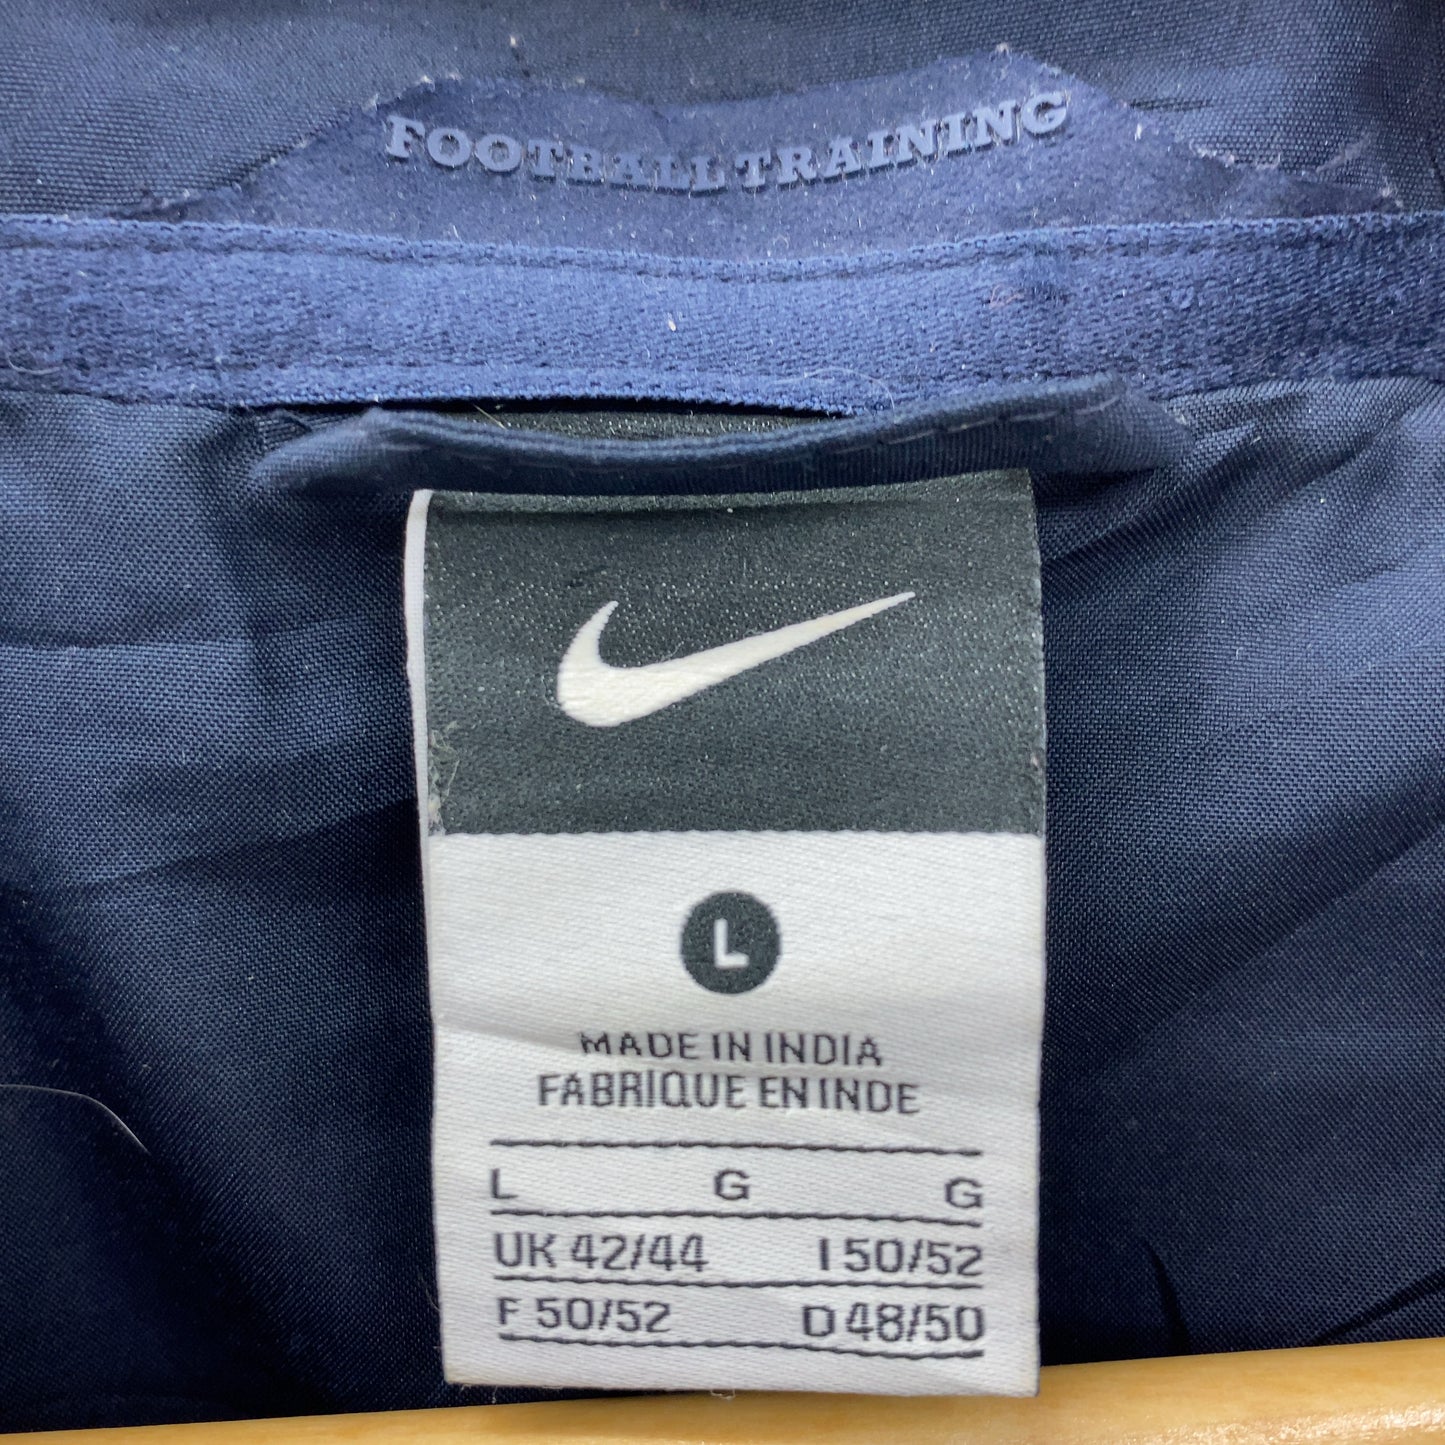 FOOTBALL TRAINING
L
MADE IN INDIA
FABRIQUE EN INDE
L G G
UK 42/44 I 50/52
F 50/52 D 48/50